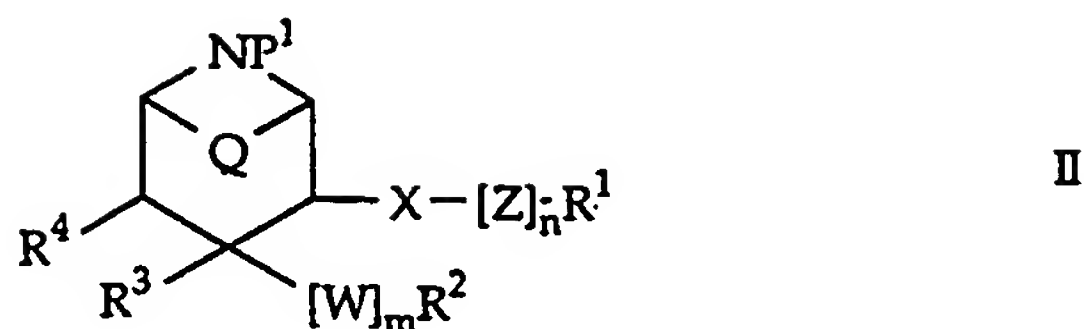 NP¹
Q
II
X—[Z]ₙR¹
R⁴
R³
[W]ₘR²